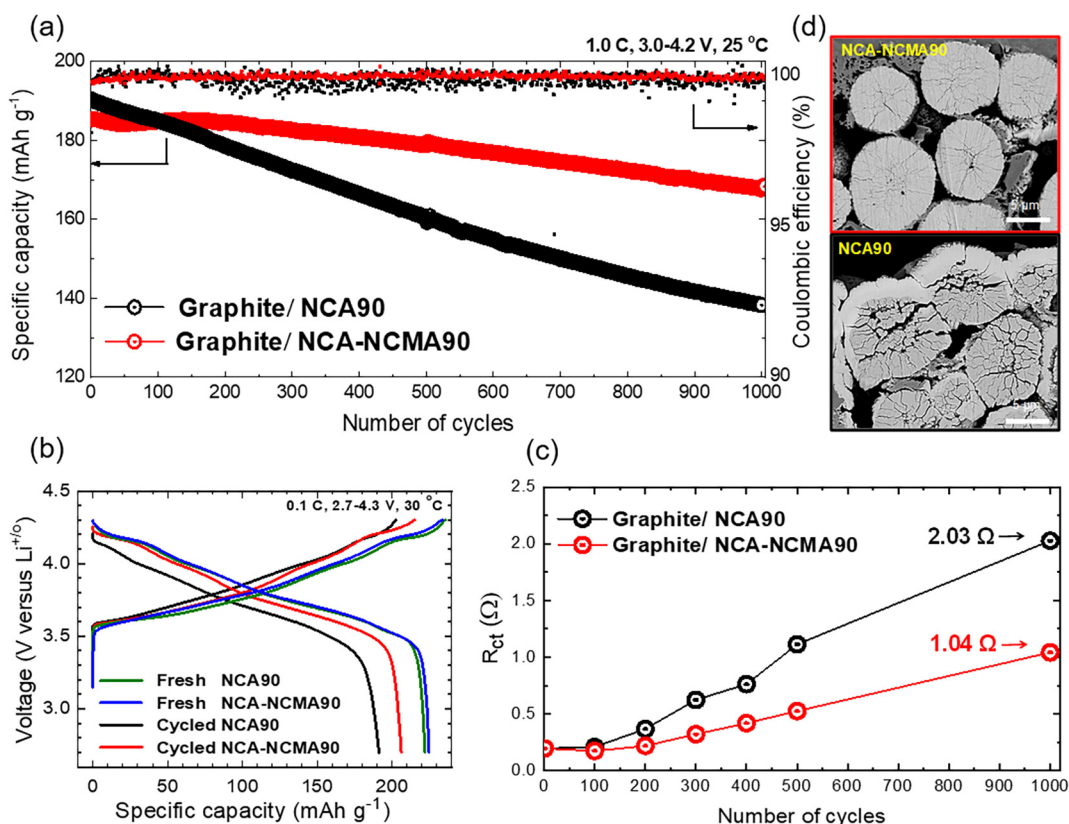 (a)
1.0 C, 3.0-4.2 V, 25 °C
Specific capacity (mAh g⁻¹)
200
180
160
140
120
100
95
90
Coulombic efficiency (%)
Graphite/ NCA90
Graphite/ NCA-NCMA90
0 100 200 300 400 500 600 700 800 900 1000
Number of cycles
(d)
NCA-NCMA90
5 μm
NCA90
(b)
0.1 C, 2.7-4.3 V, 30 °C
Voltage (V versus Li⁺/⁰)
4.5
4.0
3.5
3.0
Fresh NCA90
Fresh NCA-NCMA90
Cycled NCA90
Cycled NCA-NCMA90
0 50 100 150 200
Specific capacity (mAh g⁻¹)
(c)
Rct (Ω)
2.5
2.0
1.5
1.0
0.5
0.0
Graphite/ NCA90
Graphite/ NCA-NCMA90
2.03 Ω
1.04 Ω
0 100 200 300 400 500 600 700 800 900 1000
Number of cycles